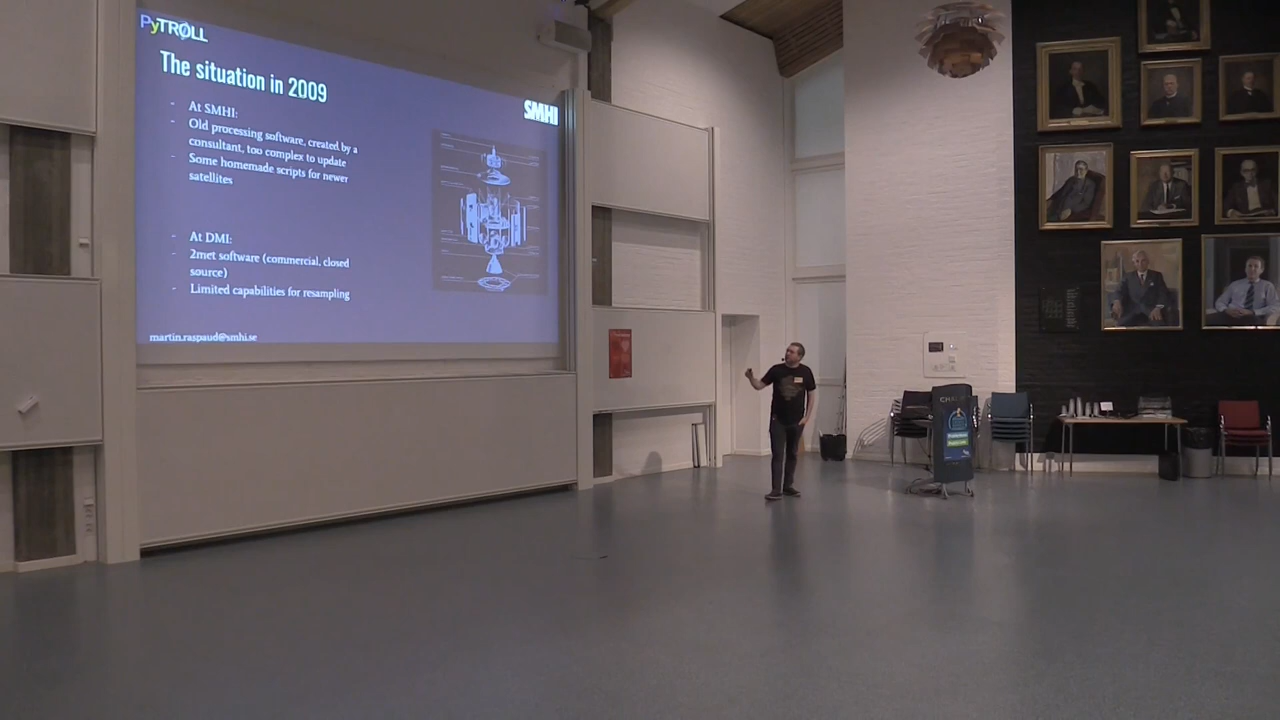 PyTRØLL
The situation in 2009
SMHI
- At SMHI:
- Old processing software, created by a
consultant, too complex to update
- Some homemade scripts for newer
satellites
- At DMI:
- 2met software (commercial, closed
source)
- Limited capabilities for resampling
martin.raspaud@smhi.se